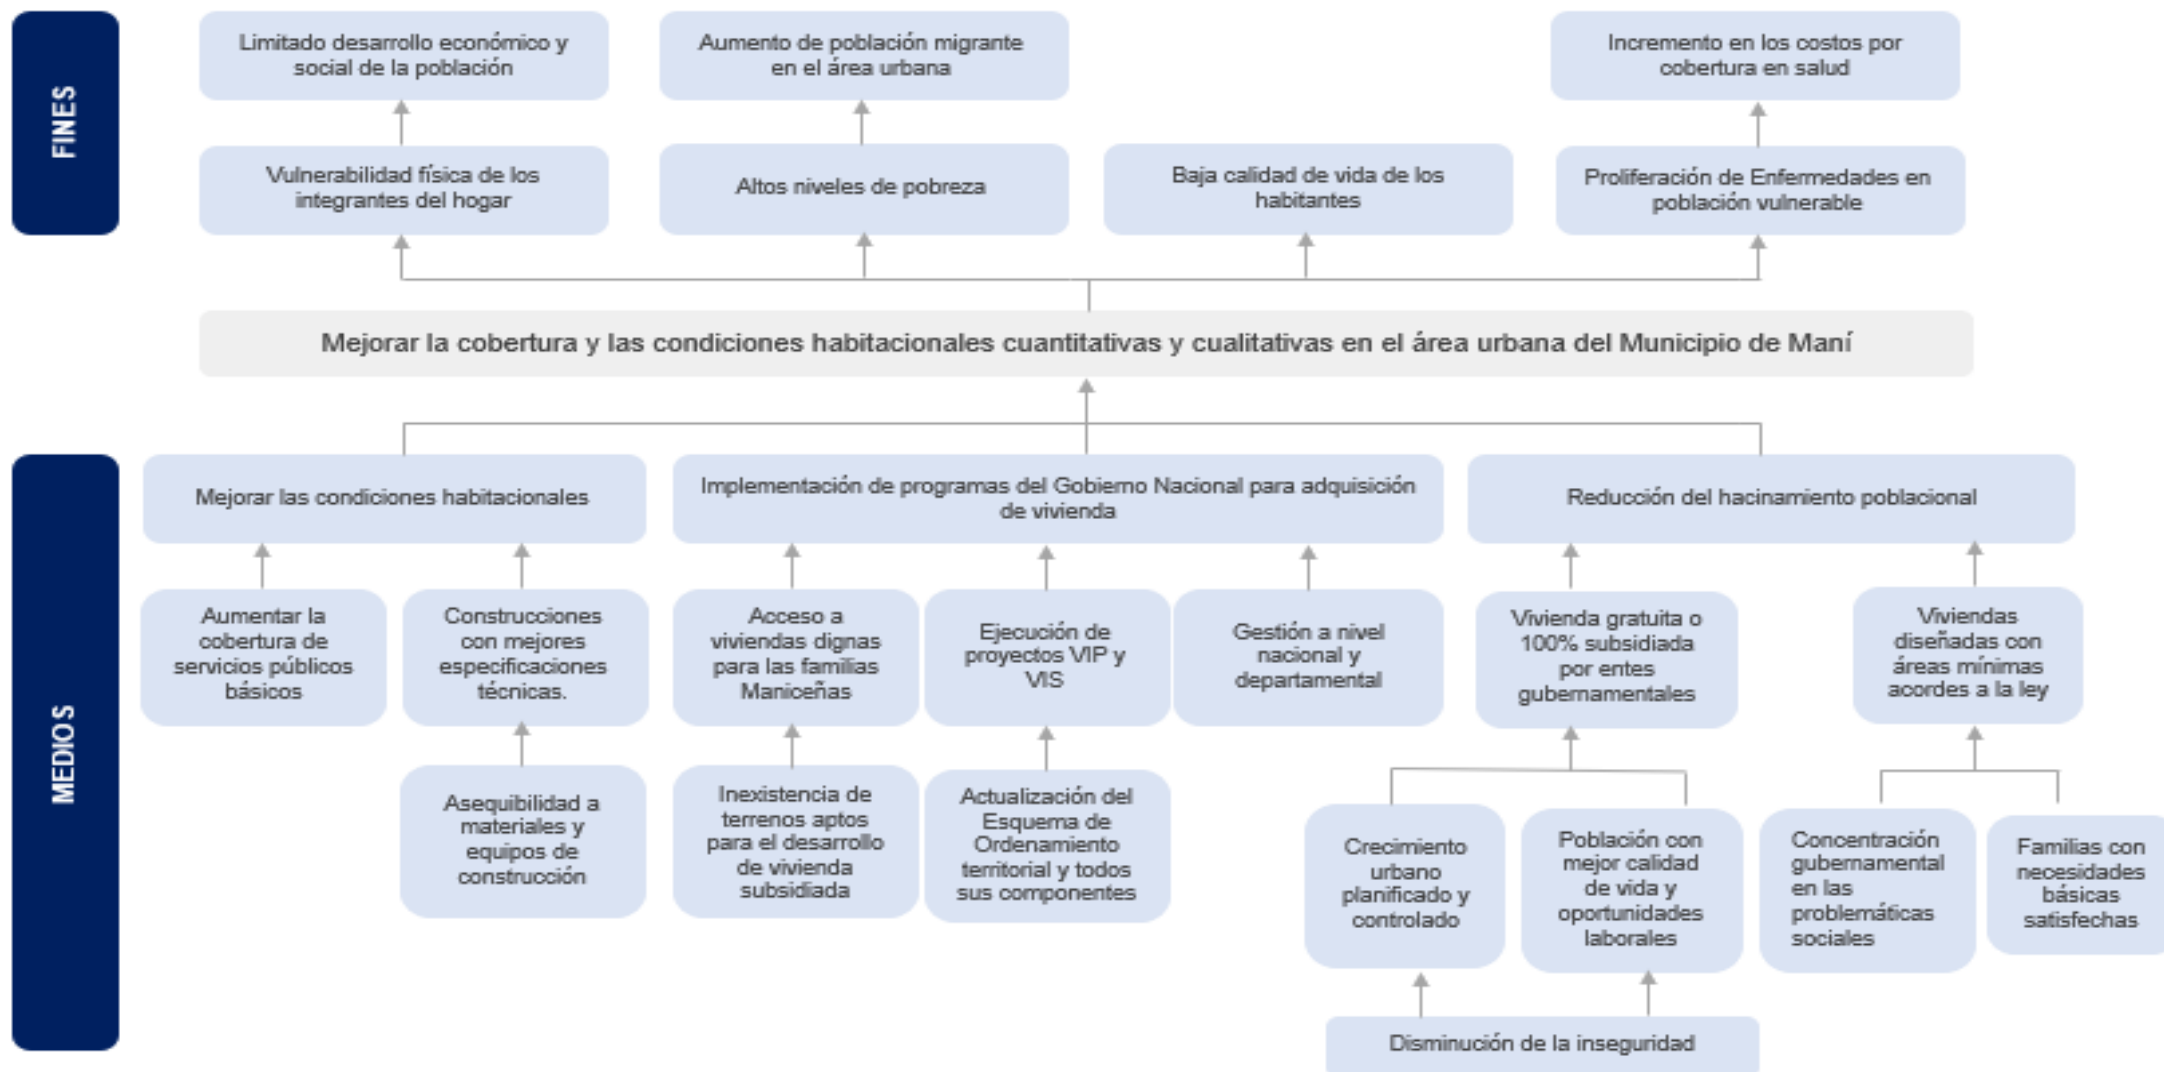 FINES
Limitado desarrollo económico y
social de la población
Aumento de población migrante
en el área urbana
Incremento en los costos por
cobertura en salud
Vulnerabilidad física de los
integrantes del hogar
Altos niveles de pobreza
Baja calidad de vida de los
habitantes
Proliferación de Enfermedades en
población vulnerable
Mejorar la cobertura y las condiciones habitacionales cuantitativas y cualitativas en el área urbana del Municipio de Maní
MEDIOS
Mejorar las condiciones habitacionales
Implementación de programas del Gobierno Nacional para adquisición
de vivienda
Reducción del hacinamiento poblacional
Aumentar la
cobertura de
servicios públicos
básicos
Construcciones
con mejores
especificaciones
técnicas.
Acceso a
viviendas dignas
para las familias
Maniceñas
Ejecución de
proyectos VIP y
VIS
Gestión a nivel
nacional y
departamental
Vivienda gratuita o
100% subsidiada
por entes
gubernamentales
Viviendas
diseñadas con
áreas mínimas
acordes a la ley
Asequibilidad a
materiales y
equipos de
construcción
Inexistencia de
terrenos aptos
para el desarrollo
de vivienda
subsidiada
Actualización del
Esquema de
Ordenamiento
territorial y todos
sus componentes
Crecimiento
urbano
planificado y
controlado
Población con
mejor calidad
de vida y
oportunidades
laborales
Concentración
gubernamental
en las
problemáticas
sociales
Familias con
necesidades
básicas
satisfechas
Disminución de la inseguridad